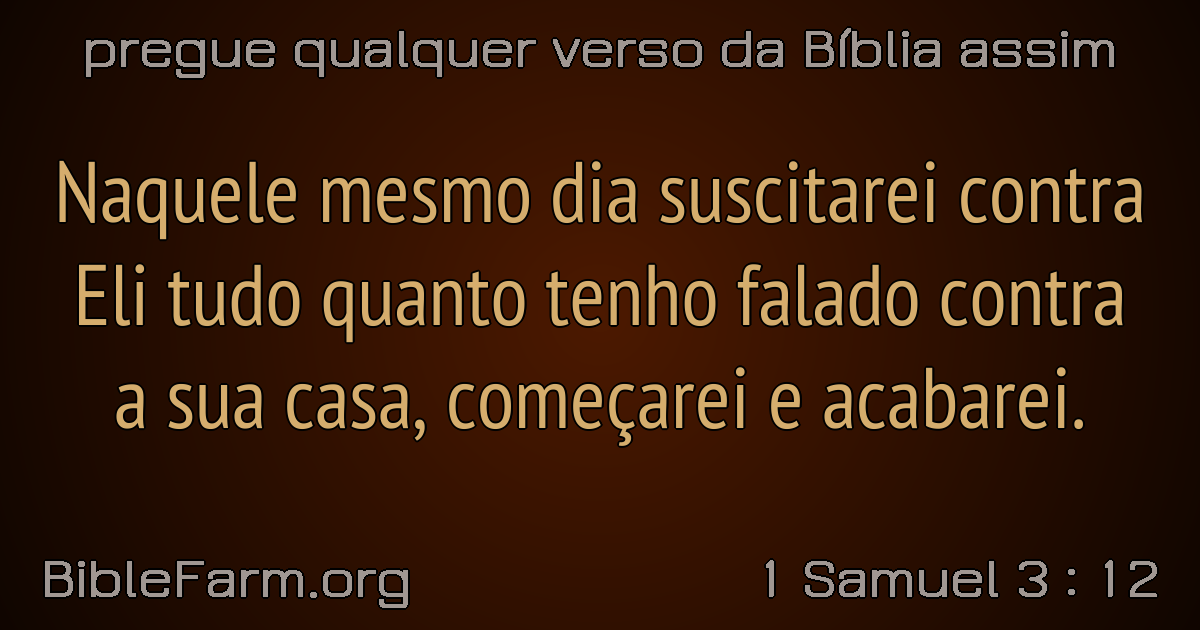 pregue qualquer verso da Bíblia assim
Naquele mesmo dia suscitarei contra
Eli tudo quanto tenho falado contra
a sua casa, começarei e acabarei.
BibleFarm.org
1 Samuel 3 : 12